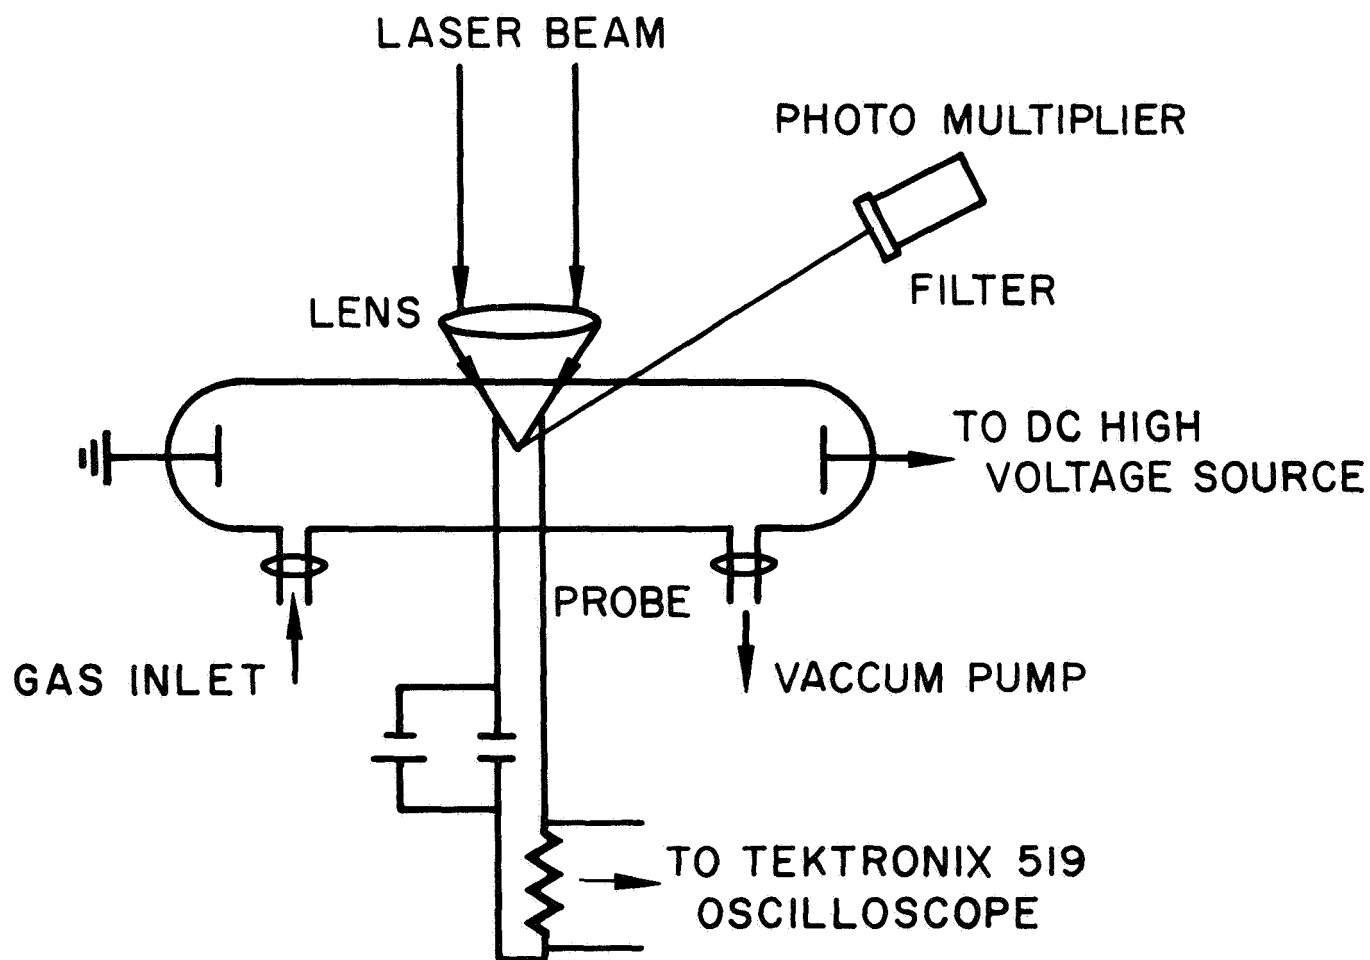 LASER BEAM
PHOTO MULTIPLIER
FILTER
LENS
TO DC HIGH
VOLTAGE SOURCE
PROBE
GAS INLET
VACCUM PUMP
TO TEKTRONIX 519
OSCILLOSCOPE